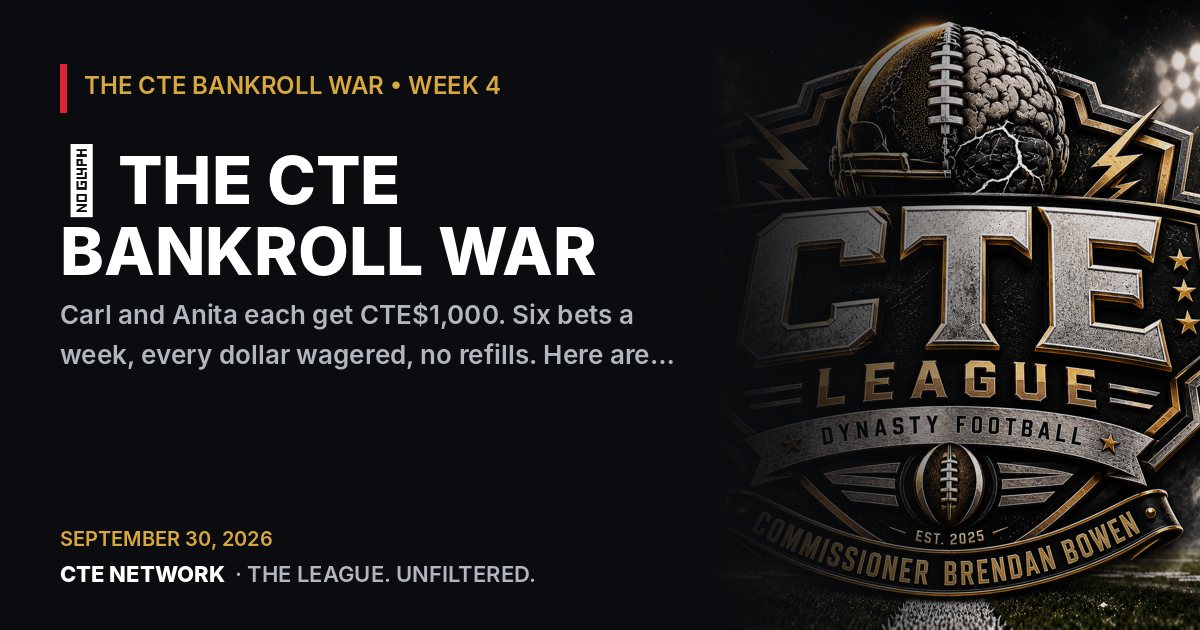 THE CTE BANKROLL WAR • WEEK 4
NO GLYPH
THE CTE
BANKROLL WAR
Carl and Anita each get CTE$1,000. Six bets a
week, every dollar wagered, no refills. Here are...
SEPTEMBER 30, 2026
CTE NETWORK · THE LEAGUE. UNFILTERED.
CTE
LEAGUE
DYNASTY FOOTBALL
EST. 2025
COMMISSIONER BRENDAN BOWEN